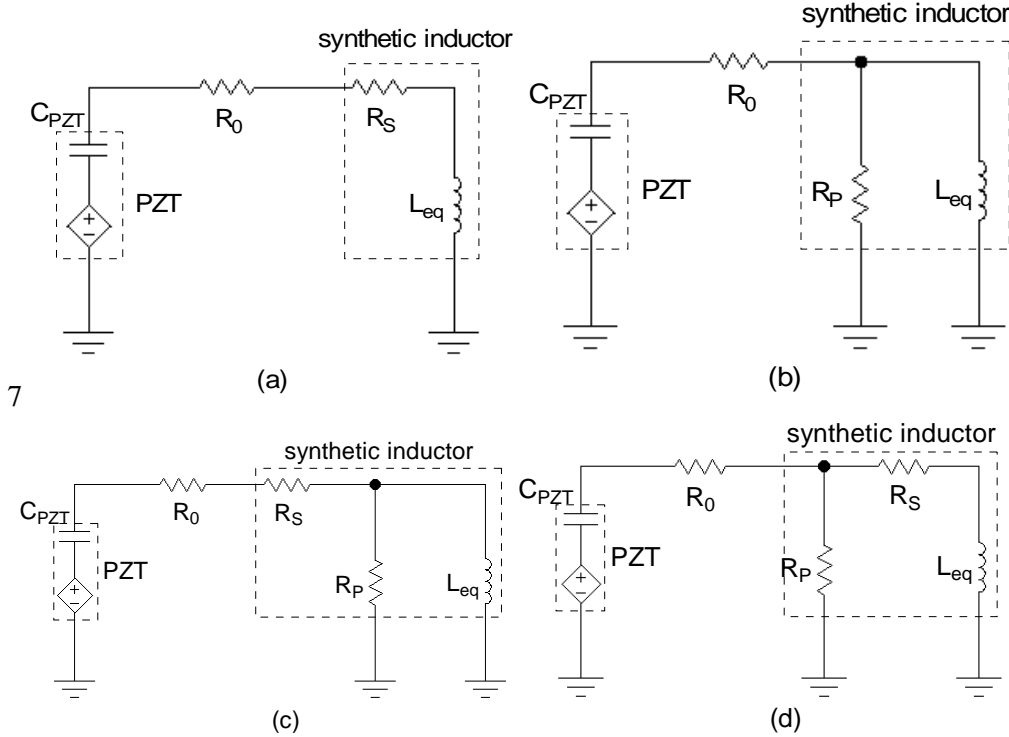 synthetic inductor
C_PZT
R_0
R_S
PZT
L_eq
+
−
(a)
synthetic inductor
C_PZT
R_0
PZT
R_P
L_eq
+
−
(b)
7
synthetic inductor
C_PZT
R_0
R_S
PZT
R_P
L_eq
+
−
(c)
synthetic inductor
C_PZT
R_0
R_S
PZT
R_P
L_eq
+
−
(d)